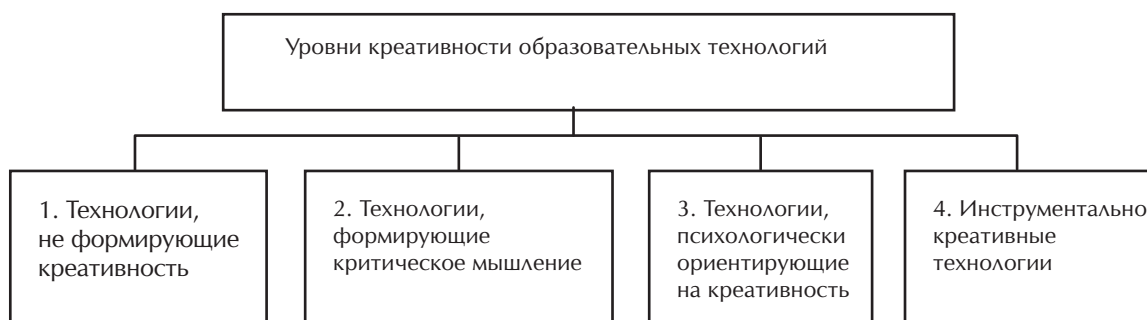 Уровни креативности образовательных технологий
1. Технологии,
не формирующие
креативность
2. Технологии,
формирующие
критическое мышление
3. Технологии,
психологически
ориентирующие
на креативность
4. Инструментально
креативные
технологии